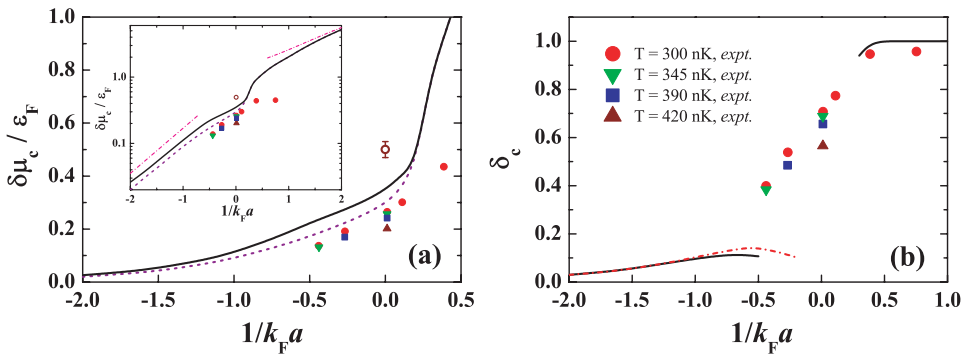 δμc / εF
1.0
0.8
0.6
0.4
0.2
0.0
-2.0
-1.5
-1.0
-0.5
0.0
0.5
1/kFa
(a)
δμc / εF
1.0
0.1
-2
-1
0
1
2
1/kFa
δc
1.0
0.8
0.6
0.4
0.2
0.0
T = 300 nK, expt.
T = 345 nK, expt.
T = 390 nK, expt.
T = 420 nK, expt.
(b)
-2.0
-1.5
-1.0
-0.5
0.0
0.5
1.0
1/kFa